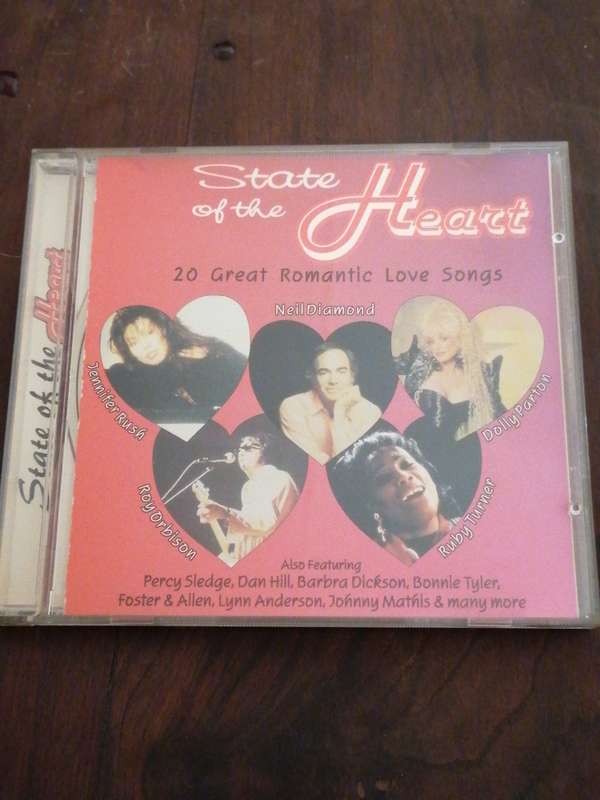 State of the Heart
State
of the Heart
20 Great Romantic Love Songs
Neil Diamond
Jennifer Rush
Dolly Parton
Roy Orbison
Ruby Turner
Also Featuring
Percy Sledge, Dan Hill, Barbra Dickson, Bonnie Tyler,
Foster & Allen, Lynn Anderson, Johnny Mathis & many more